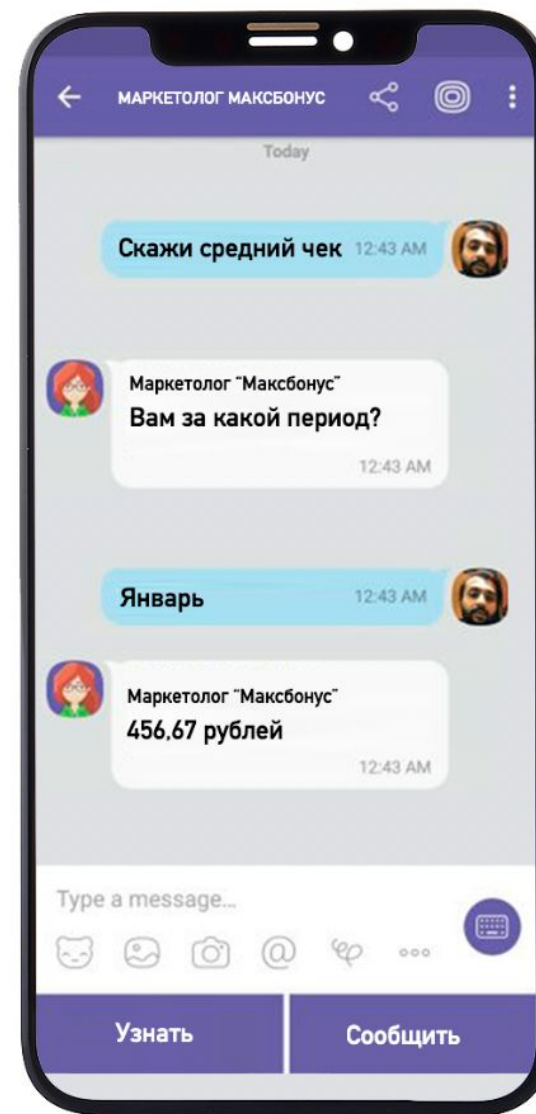 МАРКЕТОЛОГ МАКСБОНУС
Today
Скажи средний чек 12:43 AM
Маркетолог "Максбонус"
Вам за какой период?
12:43 AM
Январь 12:43 AM
Маркетолог "Максбонус"
456,67 рублей
12:43 AM
Type a message...
Узнать Сообщить